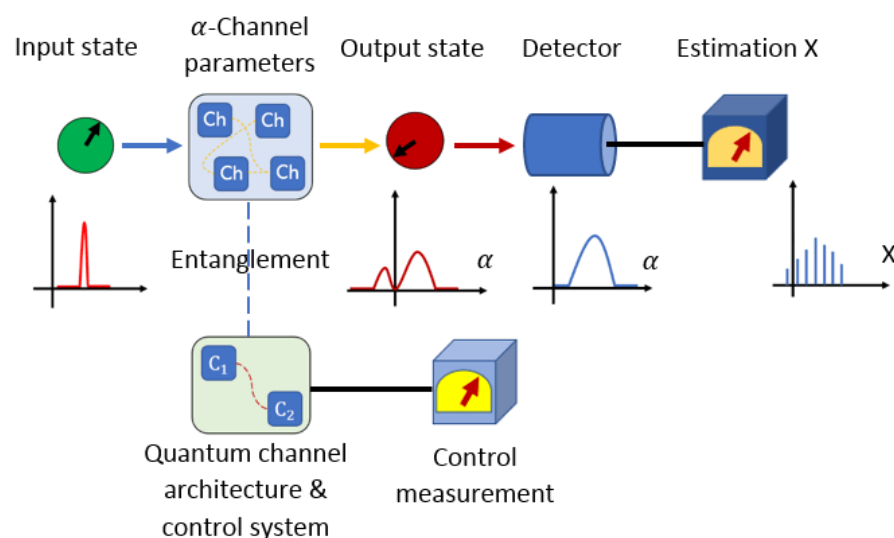 Input state
α-Channel
parameters
Output state
Detector
Estimation X
Ch
Ch
Ch
Ch
Entanglement
α
α
X
C₁
C₂
Quantum channel
architecture &
control system
Control
measurement